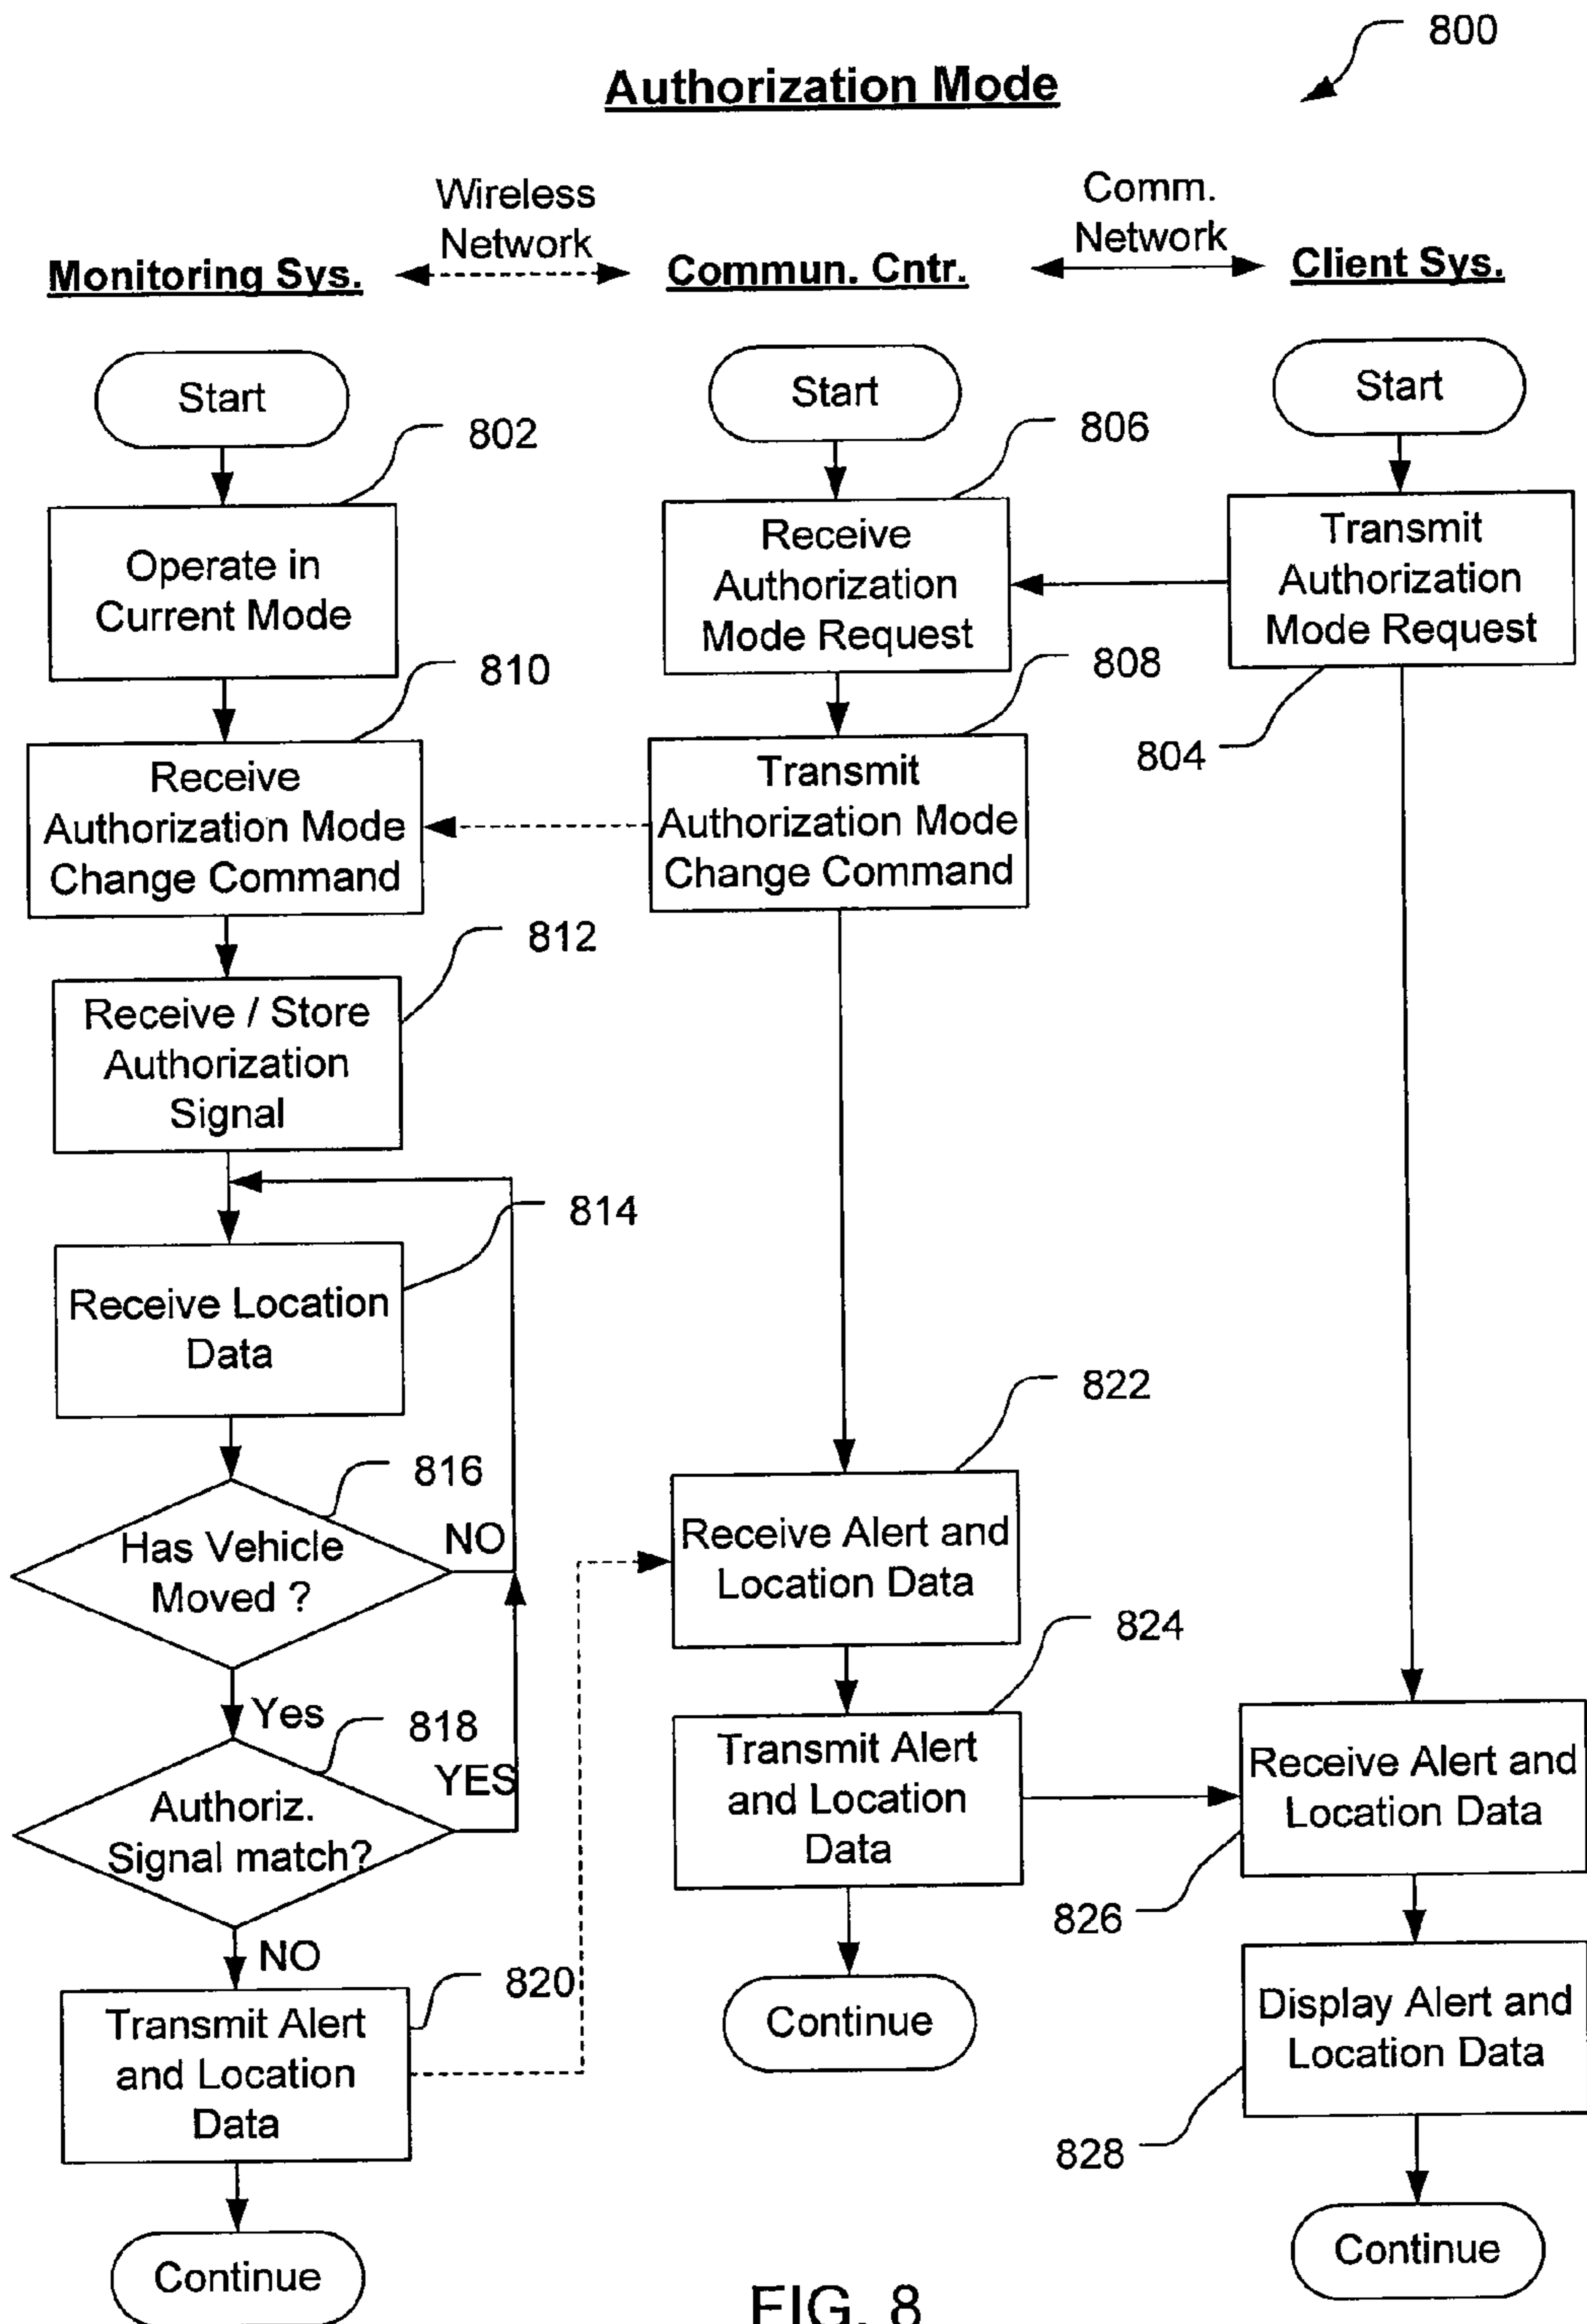 800
Authorization Mode
Wireless
Network
Comm.
Network
Monitoring Sys.
Commun. Cntr.
Client Sys.
Start
Start
Start
802
806
Operate in
Current Mode
Receive
Authorization
Mode Request
Transmit
Authorization
Mode Request
810
808
804
Receive
Authorization Mode
Change Command
Transmit
Authorization Mode
Change Command
812
Receive / Store
Authorization
Signal
814
Receive Location
Data
822
816
Has Vehicle
Moved ?
NO
Receive Alert and
Location Data
824
Yes
818
YES
Authoriz.
Signal match?
Transmit Alert
and Location
Data
Receive Alert and
Location Data
826
NO
820
Transmit Alert
and Location
Data
Continue
Display Alert and
Location Data
828
Continue
Continue
FIG. 8